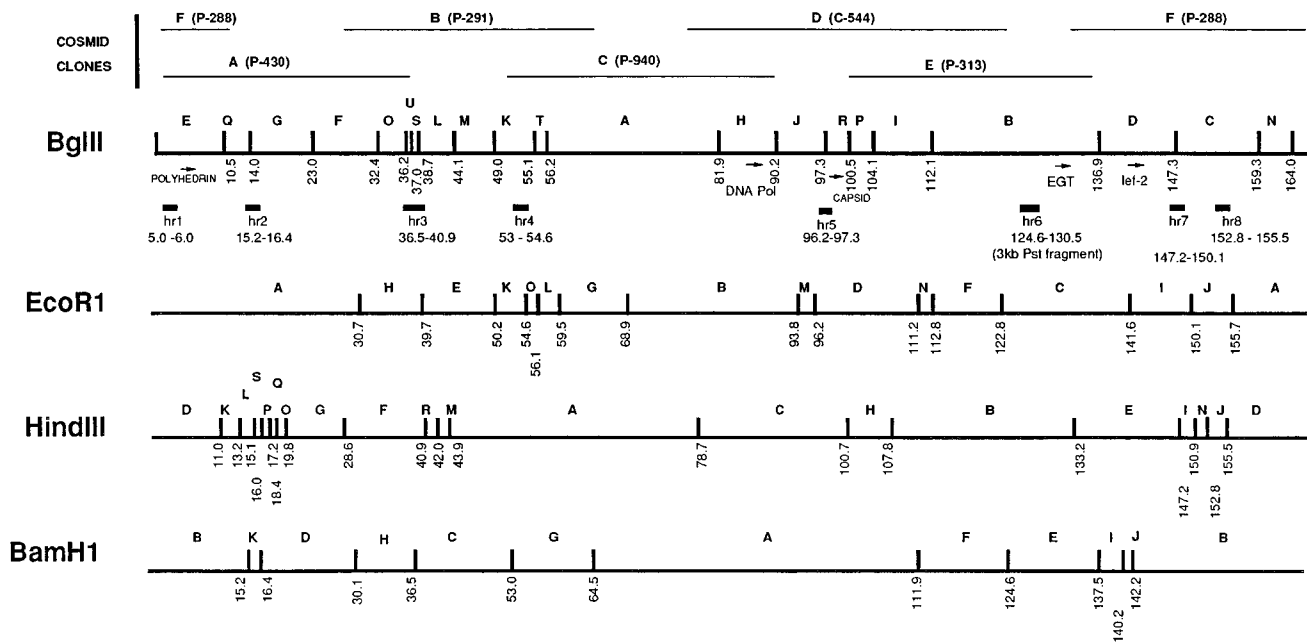 F (P-288) B (P-291) D (C-544) F (P-288)
COSMID
CLONES
A (P-430) C (P-940) E (P-313)
U
E Q G F O S L M K T A H J R P I B D C N
BglII
POLYHEDRIN 10.5 14.0 23.0 32.4 36.2 37.0 38.7 44.1 49.0 55.1 56.2 81.9 90.2 97.3 100.5 104.1 112.1 136.9 147.3 159.3 164.0
DNA Pol CAPSID EGT lef-2
hr1 hr2 hr3 hr4 hr5 hr6 hr7 hr8
5.0 -6.0 15.2-16.4 36.5-40.9 53 - 54.6 96.2-97.3 124.6-130.5 152.8 - 155.5
(3kb Pst fragment) 147.2-150.1
A H E K O L G B M D N F C I J A
EcoR1
30.7 39.7 50.2 54.6 56.1 59.5 68.9 93.8 96.2 111.2 112.8 122.8 141.6 150.1 155.7
S Q
L
D K P O G F R M A C H B E I N J D
HindIII
11.0 13.2 15.1 16.0 17.2 18.4 19.8 28.6 40.9 42.0 43.9 78.7 100.7 107.8 133.2 147.2 150.9 152.8 155.5
B K D H C G A F E I J B
BamH1
15.2 16.4 30.1 36.5 53.0 64.5 111.9 124.6 137.5 140.2 142.2